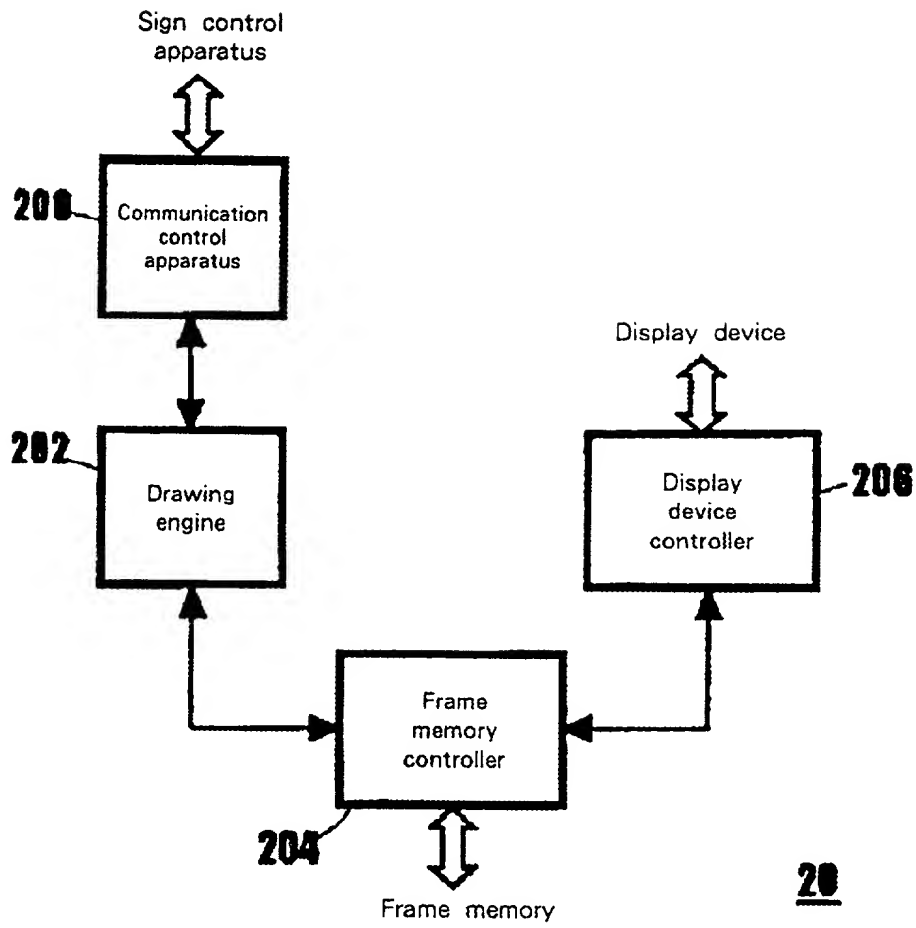 Sign control
apparatus
200
Communication
control
apparatus
Display device
202
Drawing
engine
Display
device
controller
206
Frame
memory
controller
204
Frame memory
20